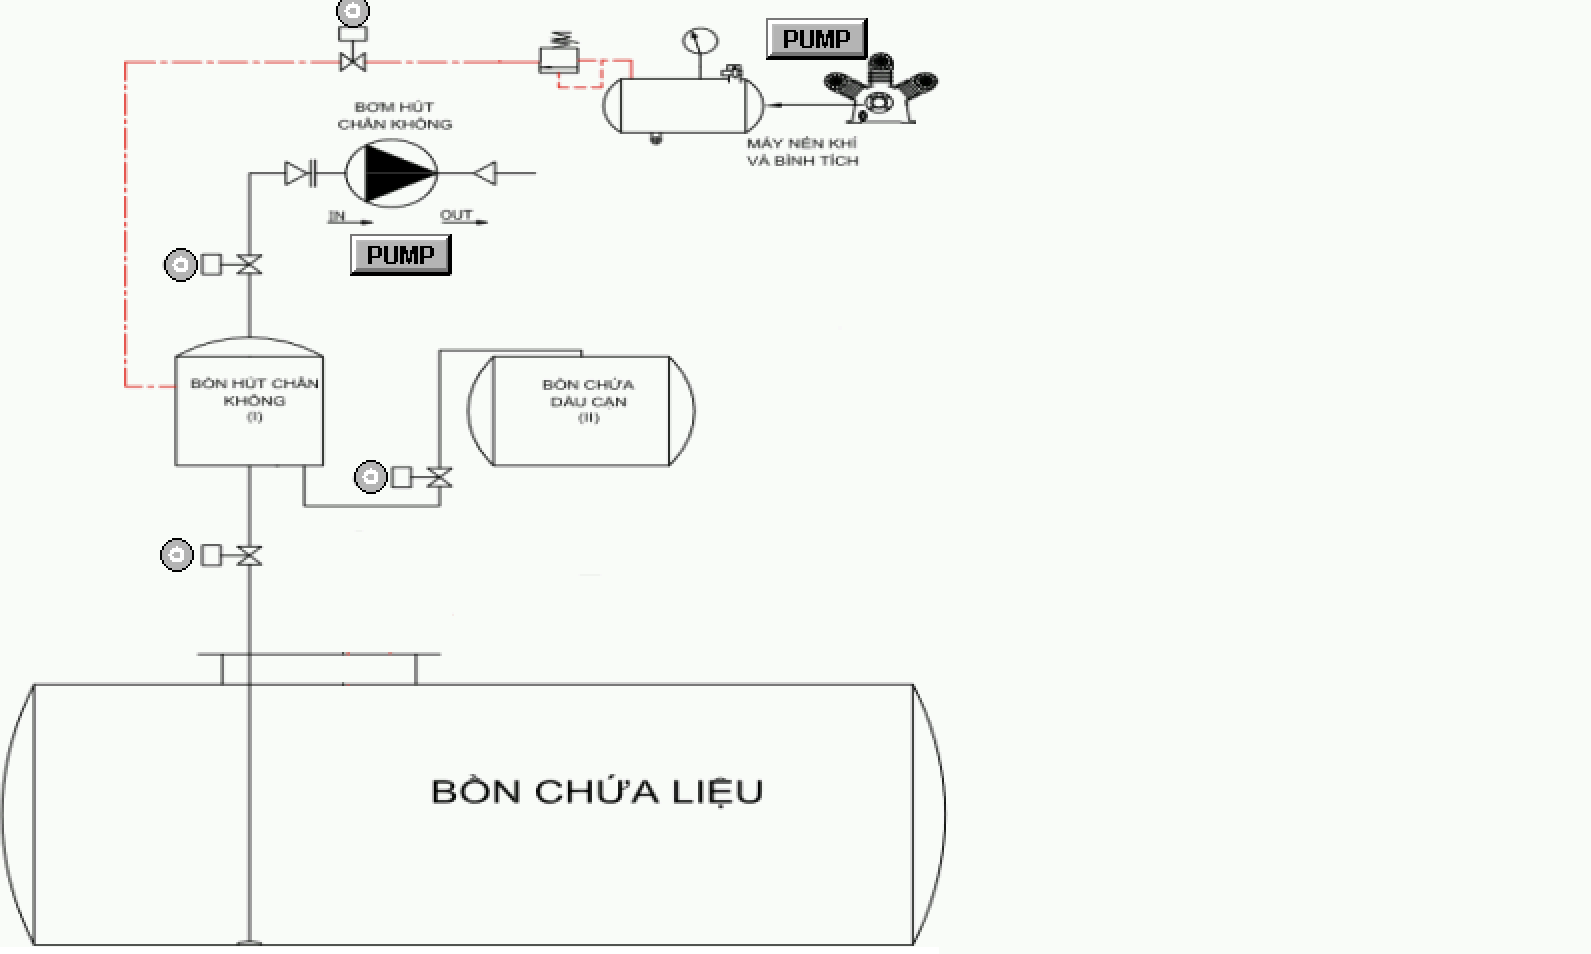 PUMP
BƠM HÚT
CHÂN KHÔNG
MÁY NÉN KHÍ
VÀ BÌNH TÍCH
IN
OUT
PUMP
BỒN HÚT CHÂN
KHÔNG
(I)
BỒN CHỨA
DẦU CẶN
(II)
BỒN CHỨA LIỆU